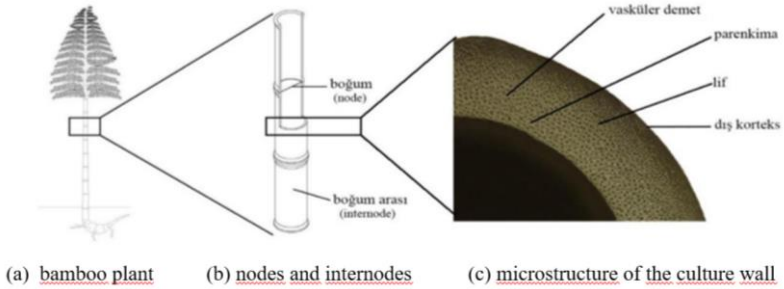 vasküler demet
parenkima
lif
dış korteks
boğum
(node)
boğum arası
(internode)
(a) bamboo plant
(b) nodes and internodes
(c) microstructure of the culture wall